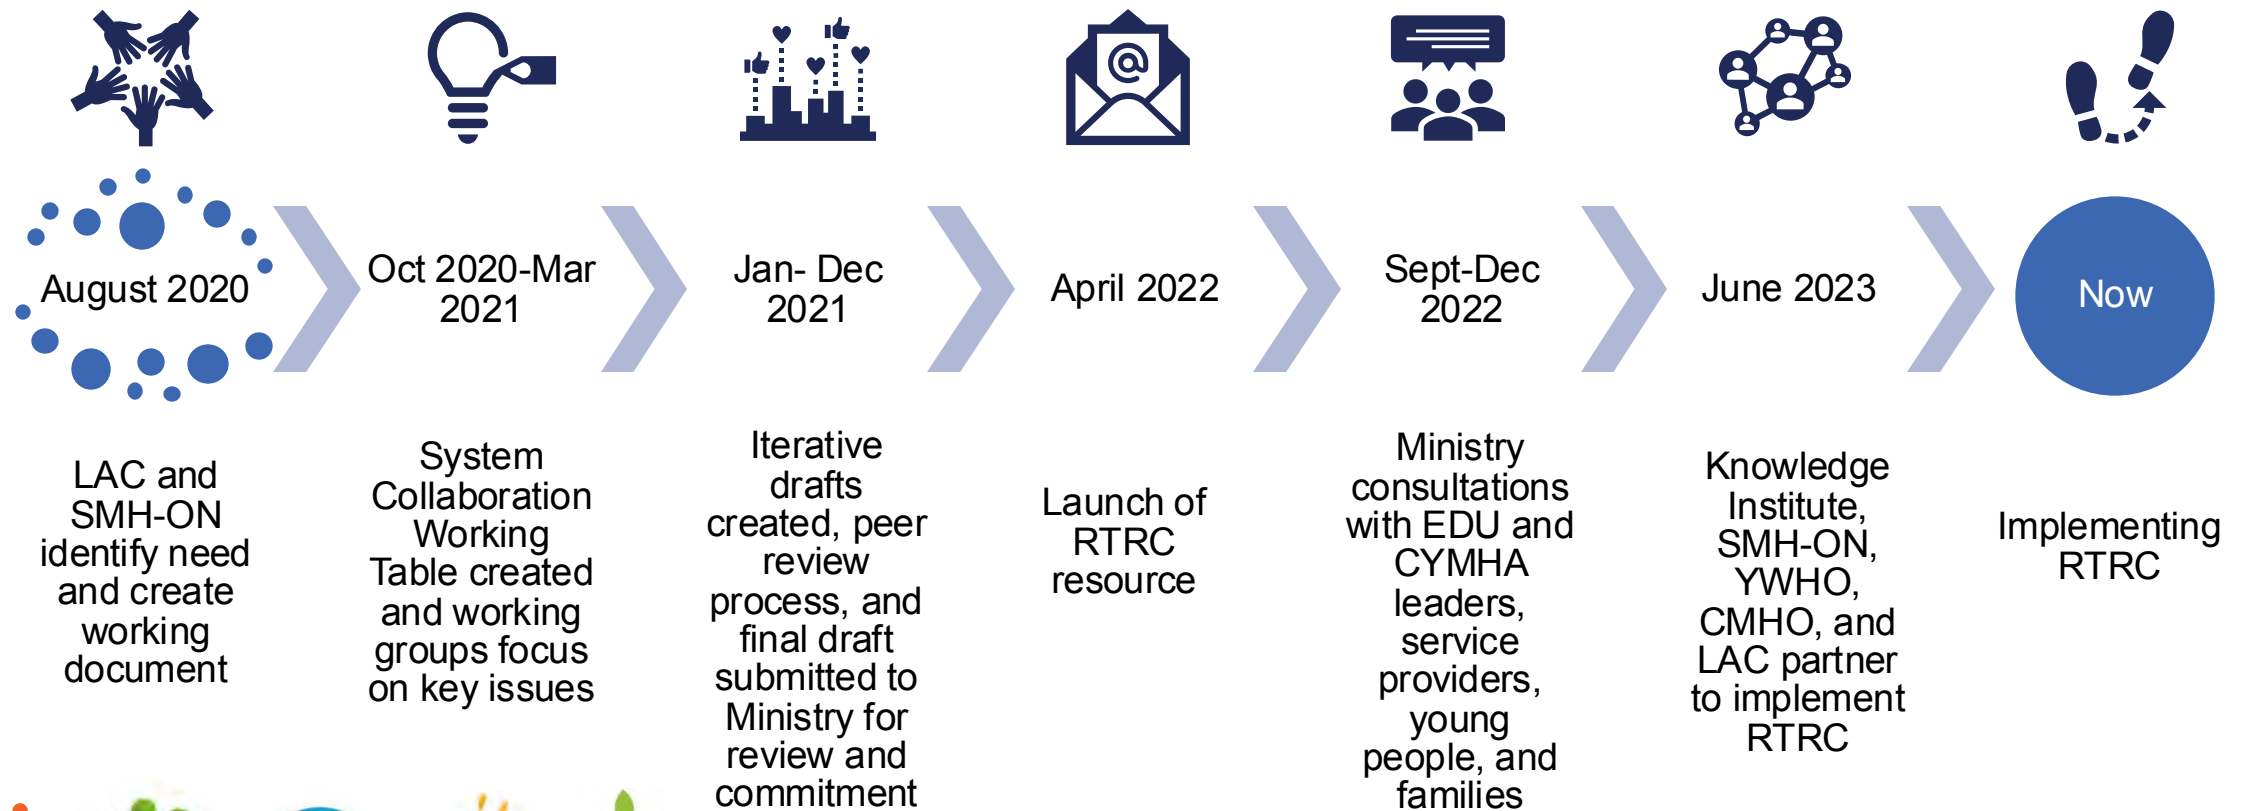 August 2020
LAC and
SMH-ON
identify need
and create
working
document
Oct 2020-Mar
2021
System
Collaboration
Working
Table created
and working
groups focus
on key issues
Jan- Dec
2021
Iterative
drafts
created, peer
review
process, and
final draft
submitted to
Ministry for
review and
commitment
@
April 2022
Launch of
RTRC
resource
Sept-Dec
2022
Ministry
consultations
with EDU and
CYMHA
leaders,
service
providers,
young
people, and
families
June 2023
Knowledge
Institute,
SMH-ON,
YWHO,
CMHO, and
LAC partner
to implement
RTRC
Now
Implementing
RTRC